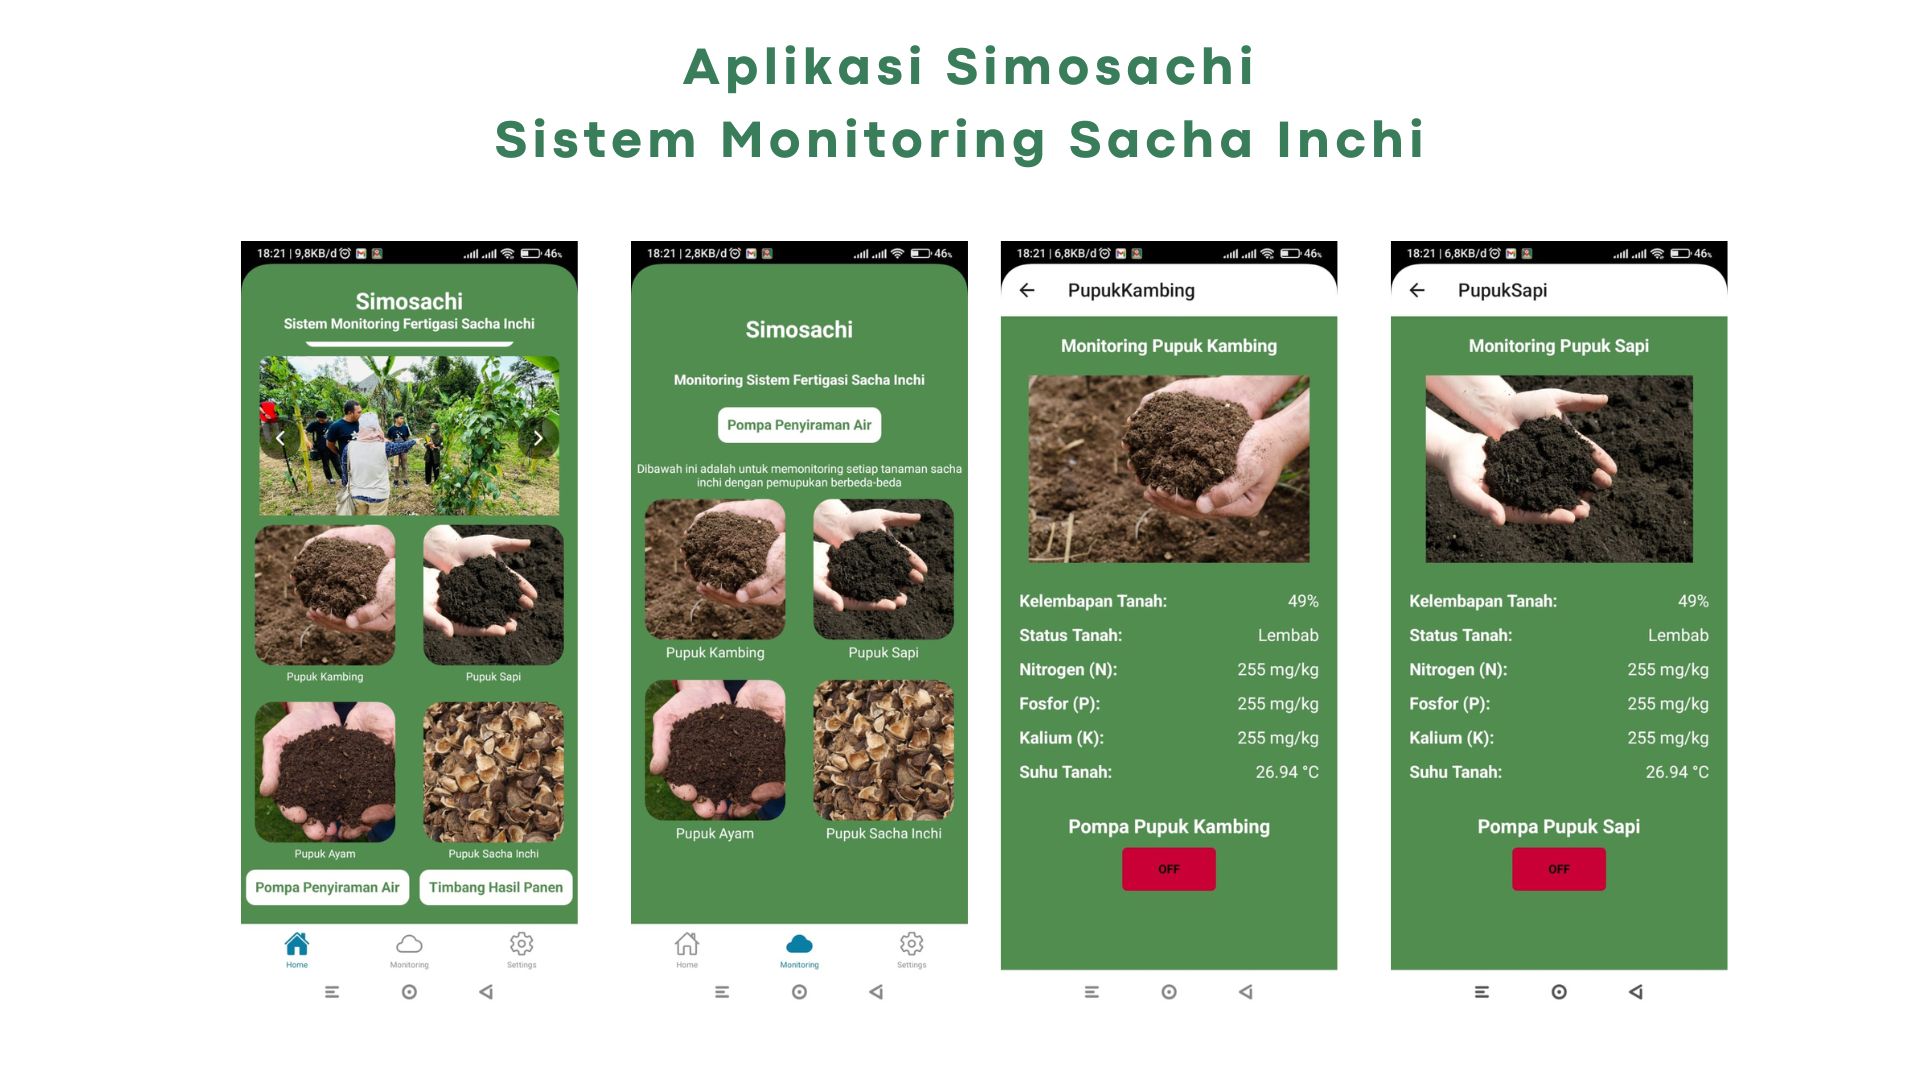 Aplikasi Simosachi
Sistem Monitoring Sacha Inchi
18:21 | 9,8KB/d
46%
Simosachi
Sistem Monitoring Fertigasi Sacha Inchi
Pupuk Kambing
Pupuk Sapi
Pupuk Ayam
Pupuk Sacha Inchi
Pompa Penyiraman Air
Timbang Hasil Panen
Home
Monitoring
Settings
18:21 | 2,8KB/d
46%
Simosachi
Monitoring Sistem Fertigasi Sacha Inchi
Pompa Penyiraman Air
Dibawah ini adalah untuk memonitoring setiap tanaman sacha
inchi dengan pemupukan berbeda-beda
Pupuk Kambing
Pupuk Sapi
Pupuk Ayam
Pupuk Sacha Inchi
Home
Monitoring
Settings
18:21 | 6,8KB/d
46%
PupukKambing
Monitoring Pupuk Kambing
Kelembapan Tanah: 49%
Status Tanah: Lembab
Nitrogen (N): 255 mg/kg
Fosfor (P): 255 mg/kg
Kalium (K): 255 mg/kg
Suhu Tanah: 26.94 °C
Pompa Pupuk Kambing
OFF
18:21 | 6,8KB/d
46%
PupukSapi
Monitoring Pupuk Sapi
Kelembapan Tanah: 49%
Status Tanah: Lembab
Nitrogen (N): 255 mg/kg
Fosfor (P): 255 mg/kg
Kalium (K): 255 mg/kg
Suhu Tanah: 26.94 °C
Pompa Pupuk Sapi
OFF